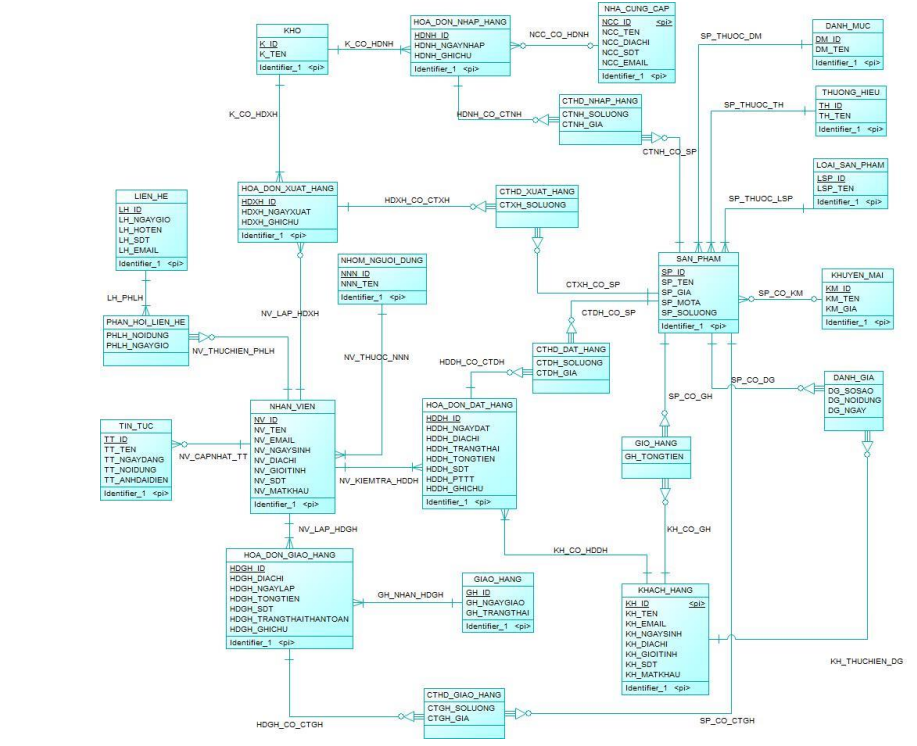 KHO
K_ID
K_TEN
Identifier_1 <pi>
K_CO_HDNH
HOA_DON_NHAP_HANG
HDNH_ID
HDNH_NGAYNHAP
HDNH_GHICHU
Identifier_1 <pi>
NCC_CO_HDNH
NHA_CUNG_CAP
NCC_ID <pi>
NCC_TEN
NCC_DIACHI
NCC_SDT
NCC_EMAIL
Identifier_1 <pi>
SP_THUOC_DM
DANH_MUC
DM_ID
DM_TEN
Identifier_1 <pi>
THUONG_HIEU
TH_ID
TH_TEN
Identifier_1 <pi>
SP_THUOC_TH
K_CO_HDXH
HDNH_CO_CTNH
CTHD_NHAP_HANG
CTNH_SOLUONG
CTNH_GIA
CTNH_CO_SP
LOAI_SAN_PHAM
LSP_ID
LSP_TEN
Identifier_1 <pi>
SP_THUOC_LSP
LIEN_HE
LH_ID
LH_NGAYGIO
LH_HOTEN
LH_SDT
LH_EMAIL
Identifier_1 <pi>
HOA_DON_XUAT_HANG
HDXH_ID
HDXH_NGAYXUAT
HDXH_GHICHU
Identifier_1 <pi>
HDXH_CO_CTXH
CTHD_XUAT_HANG
CTXH_SOLUONG
NHOM_NGUOI_DUNG
NNN_ID
NNN_TEN
Identifier_1 <pi>
SAN_PHAM
SP_ID
SP_TEN
SP_GIA
SP_MOTA
SP_SOLUONG
Identifier_1 <pi>
KHUYEN_MAI
KM_ID
KM_TEN
KM_GIA
Identifier_1 <pi>
SP_CO_KM
CTXH_CO_SP
CTDH_CO_SP
LH_PHLH
NV_LAP_HDXH
PHAN_HOI_LIEN_HE
PHLH_NOIDUNG
PHLH_NGAYGIO
NV_THUCHIEN_PHLH
NV_THUOC_NNN
HDDH_CO_CTDH
CTHD_DAT_HANG
CTDH_SOLUONG
CTDH_GIA
SP_CO_GH
SP_CO_DG
DANH_GIA
DG_SOSAO
DG_NOIDUNG
DG_NGAY
NHAN_VIEN
NV_ID
NV_TEN
NV_EMAIL
NV_NGAYSINH
NV_DIACHI
NV_GIOITINH
NV_SDT
NV_MATKHAU
Identifier_1 <pi>
HOA_DON_DAT_HANG
HDDH_ID
HDDH_NGAYDAT
HDDH_DIACHI
HDDH_TRANGTHAI
HDDH_TONGTIEN
HDDH_SDT
HDDH_PTTT
HDDH_GHICHU
Identifier_1 <pi>
TIN_TUC
TT_ID
TT_TEN
TT_NGAYDANG
TT_NOIDUNG
TT_ANHDAIDIEN
Identifier_1 <pi>
NV_CAPNHAT_TT
NV_KIEMTRA_HDDH
GIO_HANG
GH_TONGTIEN
NV_LAP_HDGH
KH_CO_GH
KH_CO_HDDH
HOA_DON_GIAO_HANG
HDGH_ID
HDGH_DIACHI
HDGH_NGAYLAP
HDGH_TONGTIEN
HDGH_SDT
HDGH_TRANGTHAITHANTOAN
HDGH_GHICHU
Identifier_1 <pi>
GH_NHAN_HDGH
GIAO_HANG
GH_ID
GH_NGAYGIAO
GH_TRANGTHAI
Identifier_1 <pi>
KHACH_HANG
KH_ID <pi>
KH_TEN
KH_EMAIL
KH_NGAYSINH
KH_DIACHI
KH_GIOITINH
KH_SDT
KH_MATKHAU
Identifier_1 <pi>
KH_THUCHIEN_DG
CTHD_GIAO_HANG
CTGH_SOLUONG
CTGH_GIA
HDGH_CO_CTGH
SP_CO_CTGH